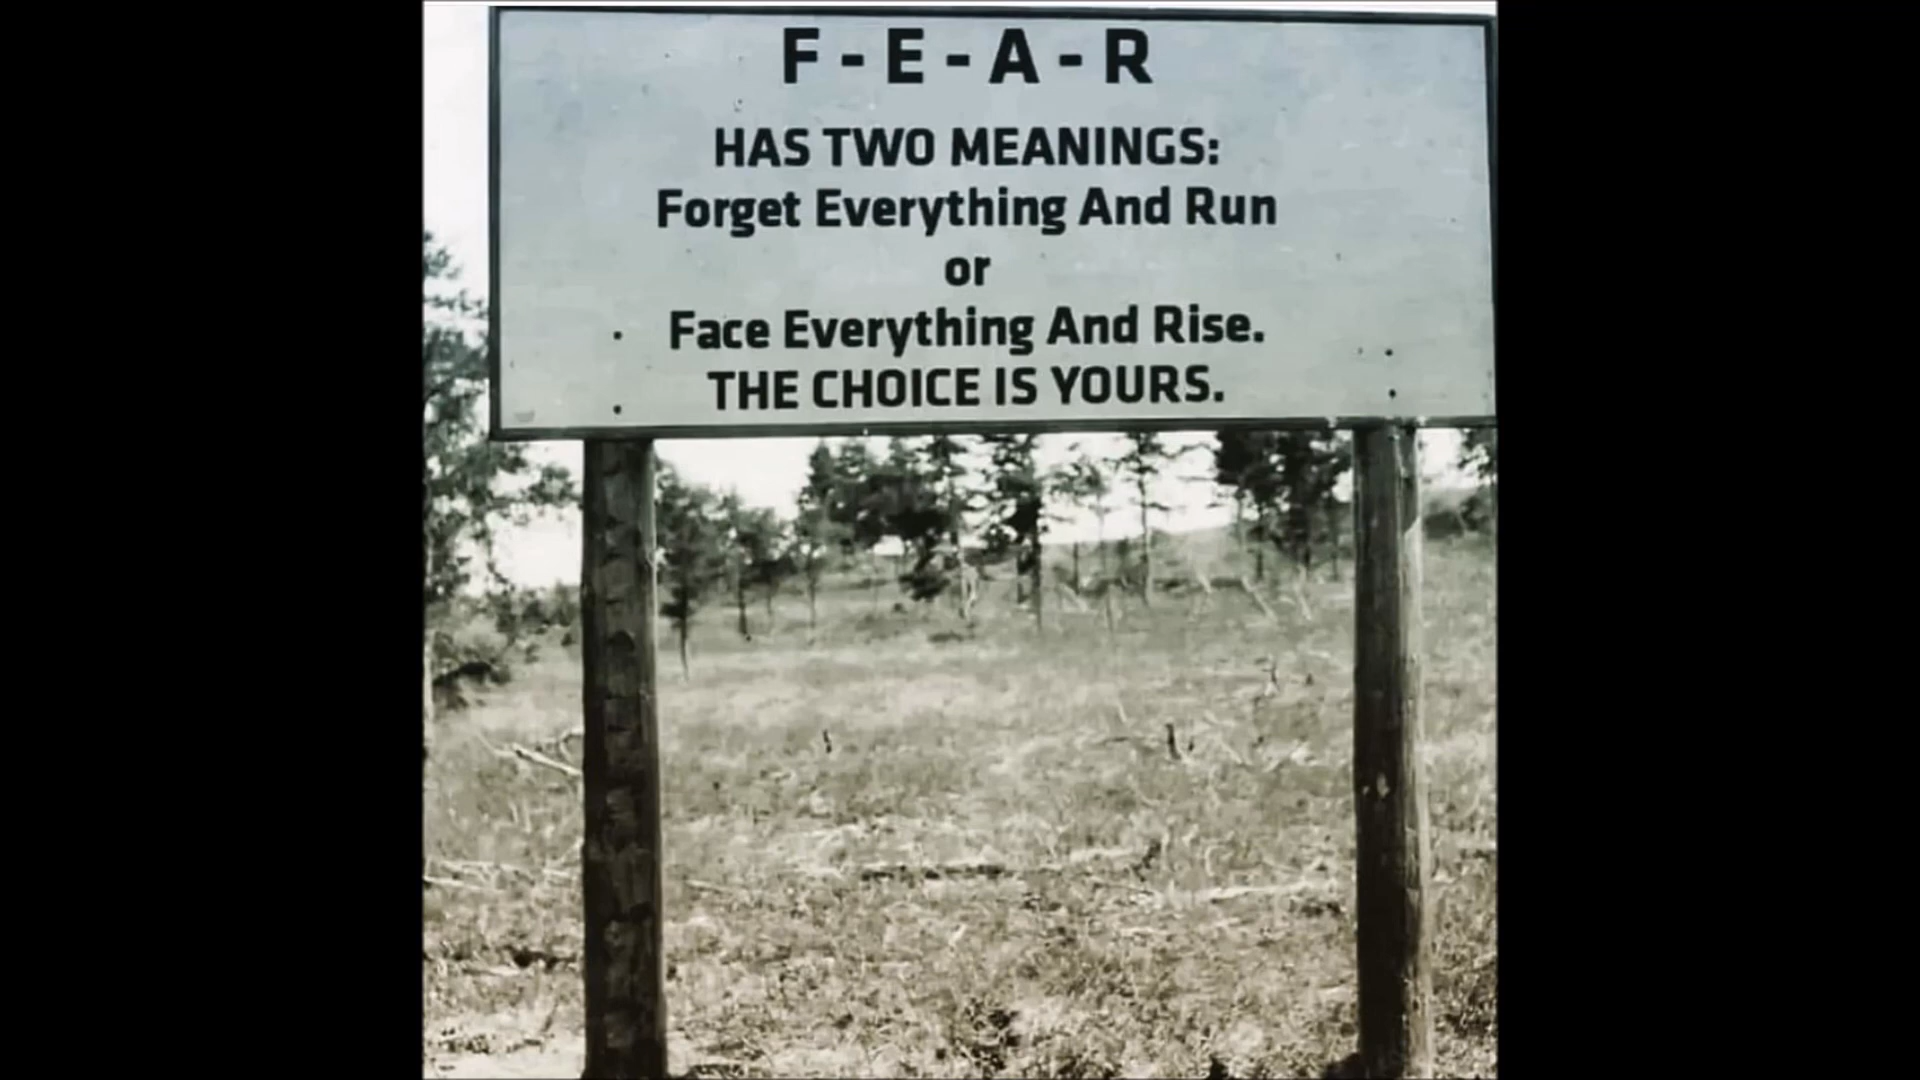 F-E-A-R
HAS TWO MEANINGS:
Forget Everything And Run
or
Face Everything And Rise.
THE CHOICE IS YOURS.